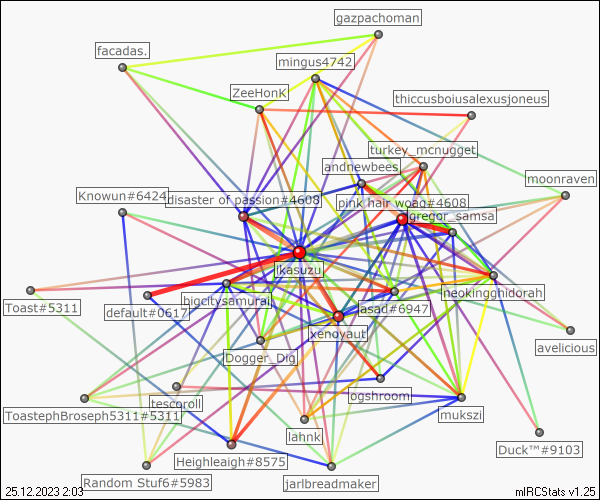 gazpachoman
facadas.
mingus4742
ZeeHonK
thiccusboiusalexusjoneus
turkey_mcnugget
andnewbees
moonraven
Knowun#6424
disaster of passion#4608
pink hair woag#4608
gregor_samsa
ikasuzu
neokingghidorah
bigcitysamurai
Toast#5311
default#0617
asad#6947
xenoyaut
avelicious
Dogger_Dig
ogshroom
tescoroll
ToastephBroseph5311#5311
mukszi
lahnk
Duck™#9103
Heighleaigh#8575
Random Stuf6#5983
jarlbreadmaker
25.12.2023 2:03
mIRCStats v1.25